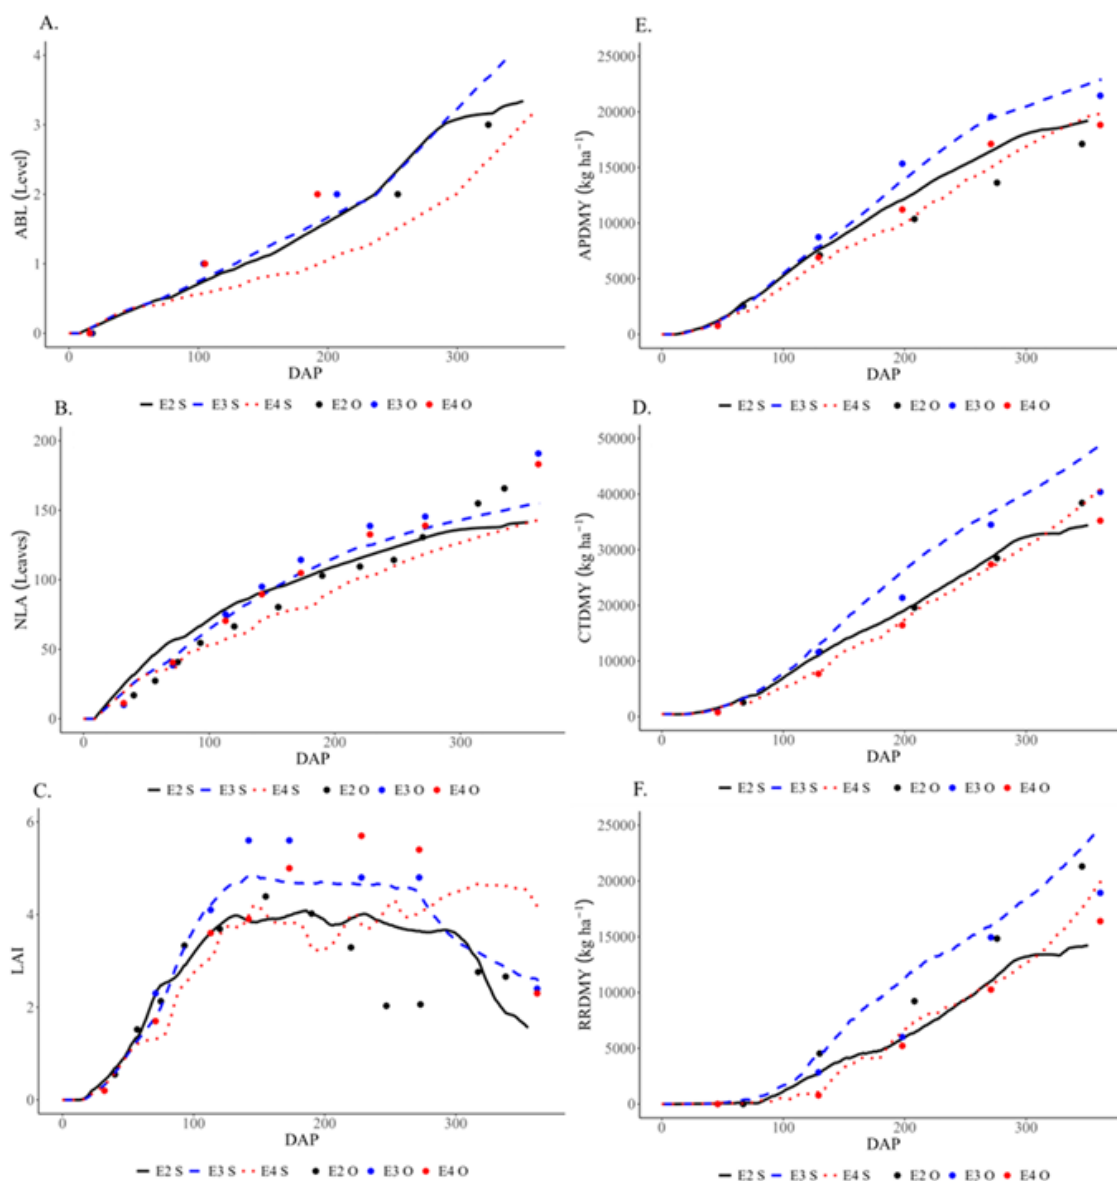 A.
4
3
2
1
0
ABL (Level)
0 100 200 300
DAP
E2 S E3 S E4 S E2 O E3 O E4 O
B.
200
150
100
50
0
NLA (Leaves)
0 100 200 300
DAP
E2 S E3 S E4 S E2 O E3 O E4 O
C.
6
4
2
0
LAI
0 100 200 300
DAP
E2 S E3 S E4 S E2 O E3 O E4 O
E.
25000
20000
15000
10000
5000
0
APDMY (kg ha⁻¹)
0 100 200 300
DAP
E2 S E3 S E4 S E2 O E3 O E4 O
D.
50000
40000
30000
20000
10000
0
CTDMY (kg ha⁻¹)
0 100 200 300
DAP
E2 S E3 S E4 S E2 O E3 O E4 O
F.
25000
20000
15000
10000
5000
0
RRDMY (kg ha⁻¹)
0 100 200 300
DAP
E2 S E3 S E4 S E2 O E3 O E4 O